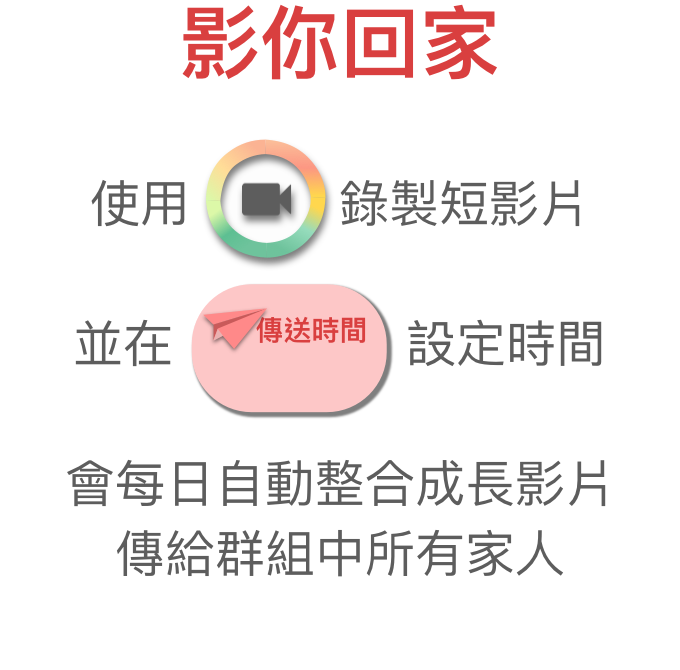 影你回家
使用 錄製短影片
並在 傳送時間 設定時間
會每日自動整合成長影片
傳給群組中所有家人